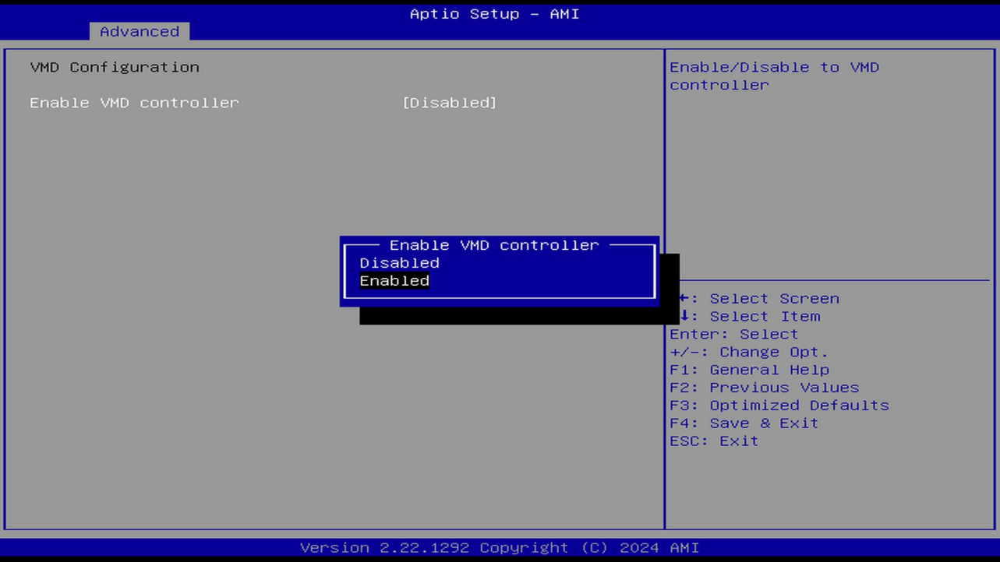 Aptio Setup – AMI
Advanced
VMD Configuration
Enable VMD controller [Disabled]
Enable/Disable to VMD
controller
Enable VMD controller
Disabled
Enabled
←: Select Screen
↓: Select Item
Enter: Select
+/-: Change Opt.
F1: General Help
F2: Previous Values
F3: Optimized Defaults
F4: Save & Exit
ESC: Exit
Version 2.22.1292 Copyright (C) 2024 AMI